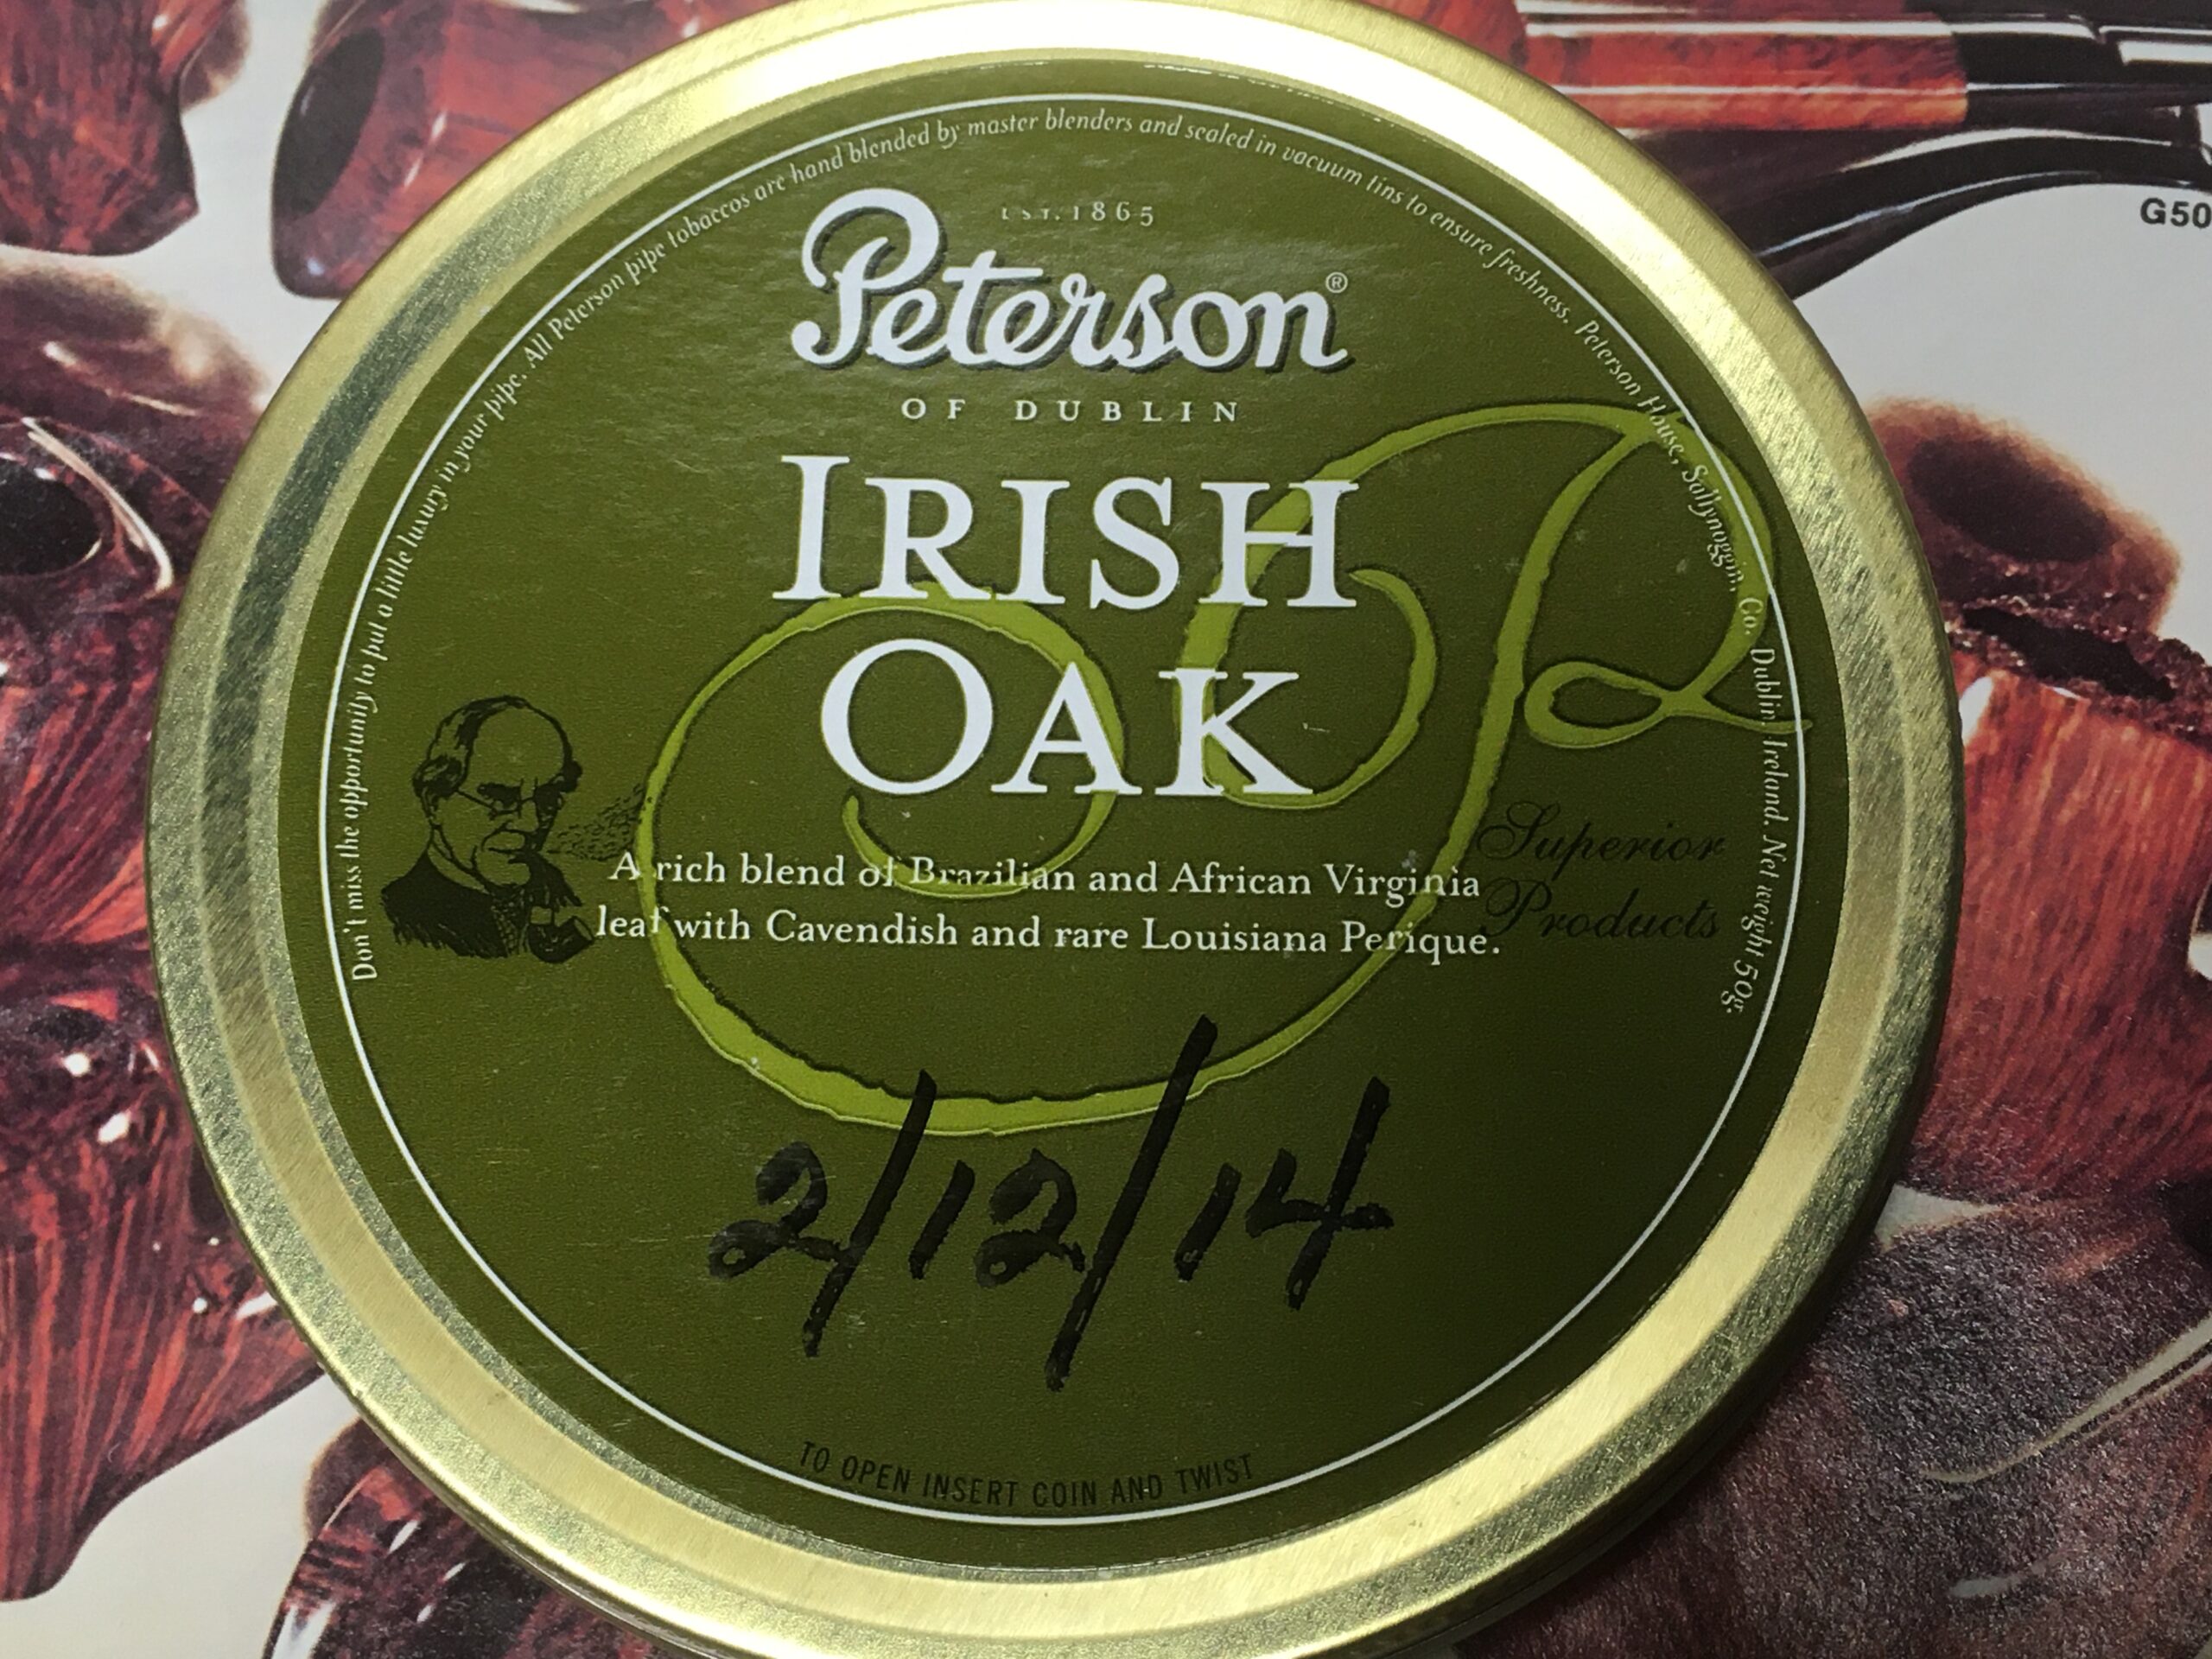 Don't miss the opportunity to put a little luxury in your pipe. All Peterson pipe tobaccos are hand blended by master blenders and sealed in vacuum tins to ensure freshness. Peterson House, Sallynoggin, Co. Dublin, Ireland. Net weight 50g.
EST. 1865
Peterson®
OF DUBLIN
IRISH
OAK
A rich blend of Brazilian and African Virginia
leaf with Cavendish and rare Louisiana Perique.
Superior
Products
2/12/14
TO OPEN INSERT COIN AND TWIST
G50